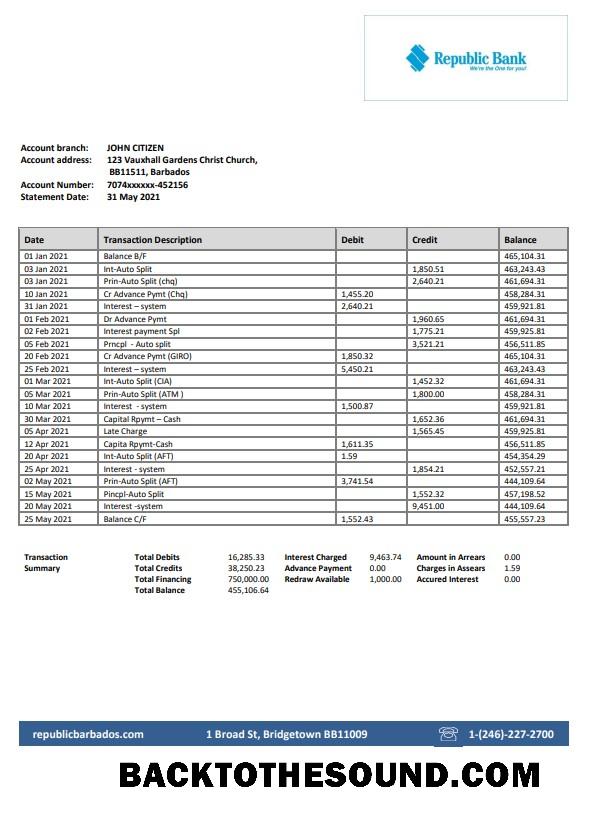 Republic Bank
We're the One for you!
Account branch: JOHN CITIZEN
Account address: 123 Vauxhall Gardens Christ Church,
BB11511, Barbados
Account Number: 7074xxxxxx-452156
Statement Date: 31 May 2021
Date Transaction Description Debit Credit Balance
01 Jan 2021 Balance B/F 465,104.31
03 Jan 2021 Int-Auto Split 1,850.51 463,243.43
03 Jan 2021 Prin-Auto Split (chq) 2,640.21 461,694.31
10 Jan 2021 Cr Advance Pymt (Chq) 1,455.20 458,284.31
31 Jan 2021 Interest – system 2,640.21 459,921.81
01 Feb 2021 Dr Advance Pymt 1,960.65 461,694.31
02 Feb 2021 Interest payment Spl 1,775.21 459,925.81
05 Feb 2021 Prncpl - Auto split 3,521.21 456,511.85
20 Feb 2021 Cr Advance Pymt (GIRO) 1,850.32 465,104.31
25 Feb 2021 Interest – system 5,450.21 463,243.43
01 Mar 2021 Int-Auto Split (CIA) 1,452.32 461,694.31
05 Mar 2021 Prin-Auto Split (ATM ) 1,800.00 458,284.31
10 Mar 2021 Interest - system 1,500.87 459,921.81
30 Mar 2021 Capital Rpymt – Cash 1,652.36 461,694.31
05 Apr 2021 Late Charge 1,565.45 459,925.81
12 Apr 2021 Capita Rpymt-Cash 1,611.35 456,511.85
20 Apr 2021 Int-Auto Split (AFT) 1.59 454,354.29
25 Apr 2021 Interest - system 1,854.21 452,557.21
02 May 2021 Prin-Auto Split (AFT) 3,741.54 444,109.64
15 May 2021 Pincpl-Auto Split 1,552.32 457,198.52
20 May 2021 Interest -system 9,451.00 444,109.64
25 May 2021 Balance C/F 1,552.43 455,557.23
Transaction Total Debits 16,285.33 Interest Charged 9,463.74 Amount in Arrears 0.00
Summary Total Credits 38,250.23 Advance Payment 0.00 Charges in Assears 1.59
Total Financing 750,000.00 Redraw Available 1,000.00 Accured Interest 0.00
Total Balance 455,106.64
republicbarbados.com 1 Broad St, Bridgetown BB11009 1-(246)-227-2700
BACKTOTHESOUND.COM